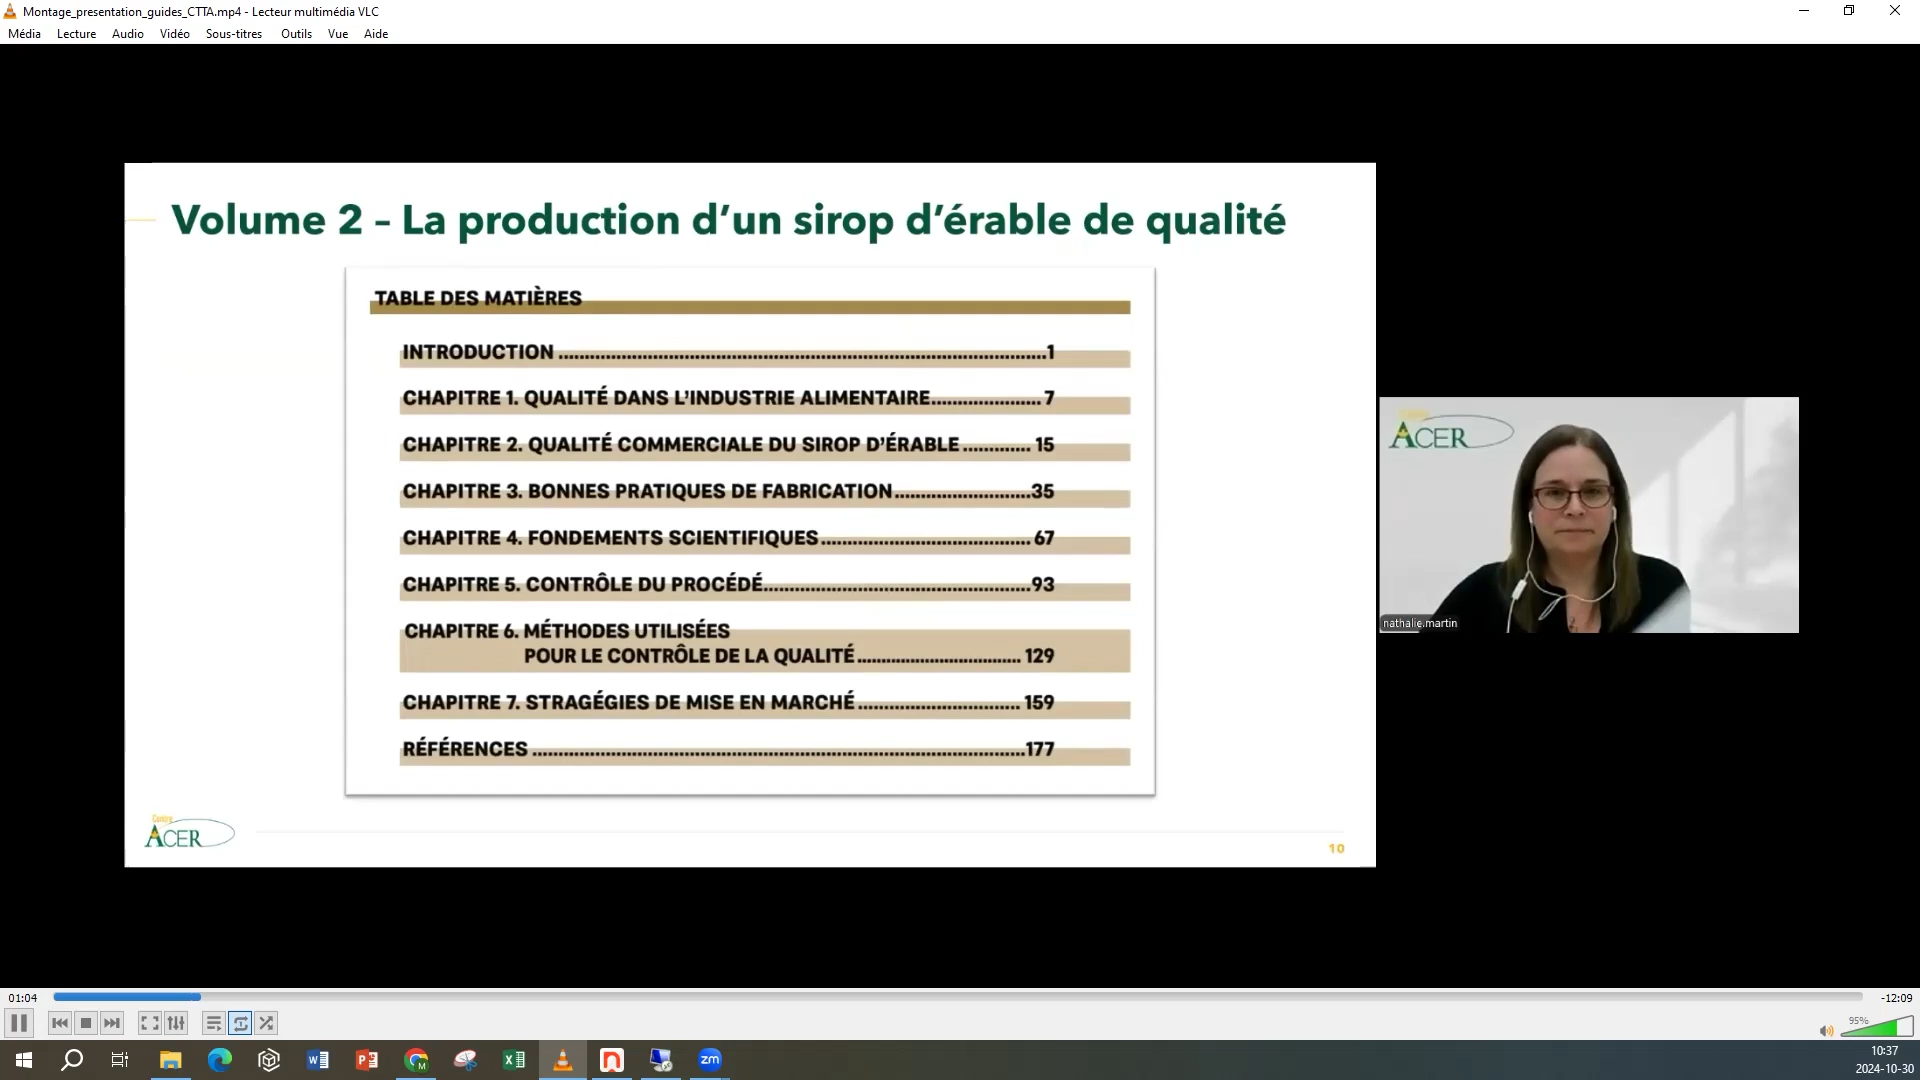 Montage_presentation_guides_CTTA.mp4 - Lecteur multimédia VLC
Média Lecture Audio Vidéo Sous-titres Outils Vue Aide
Volume 2 – La production d’un sirop d’érable de qualité
TABLE DES MATIÈRES
INTRODUCTION ........ 1
CHAPITRE 1. QUALITÉ DANS L’INDUSTRIE ALIMENTAIRE ........ 7
CHAPITRE 2. QUALITÉ COMMERCIALE DU SIROP D’ÉRABLE ........ 15
CHAPITRE 3. BONNES PRATIQUES DE FABRICATION ........ 35
CHAPITRE 4. FONDEMENTS SCIENTIFIQUES ........ 67
CHAPITRE 5. CONTRÔLE DU PROCÉDÉ ........ 93
CHAPITRE 6. MÉTHODES UTILISÉES
POUR LE CONTRÔLE DE LA QUALITÉ ........ 129
CHAPITRE 7. STRAGÉGIES DE MISE EN MARCHÉ ........ 159
RÉFÉRENCES ........ 177
Centre
ACER
10
ACER
nathalie.martin
01:04
-12:09
95%
zm
10:37
2024-10-30